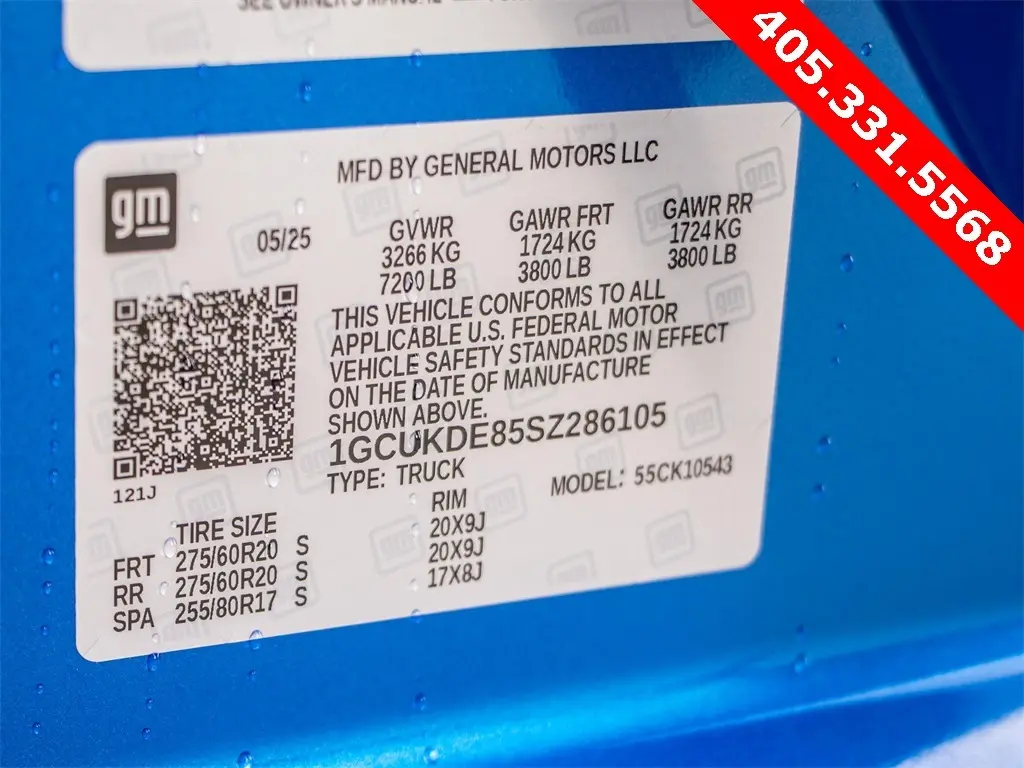 SEE OWNER'S MANUAL
405.331.5568
MFD BY GENERAL MOTORS LLC
gm
05/25
GVWR GAWR FRT GAWR RR
3266 KG 1724 KG 1724 KG
7200 LB 3800 LB 3800 LB
THIS VEHICLE CONFORMS TO ALL
APPLICABLE U.S. FEDERAL MOTOR
VEHICLE SAFETY STANDARDS IN EFFECT
ON THE DATE OF MANUFACTURE
SHOWN ABOVE.
1GCUKDE85SZ286105
TYPE: TRUCK MODEL: 55CK10543
121J
TIRE SIZE RIM
FRT 275/60R20 S 20X9J
RR 275/60R20 S 20X9J
SPA 255/80R17 S 17X8J